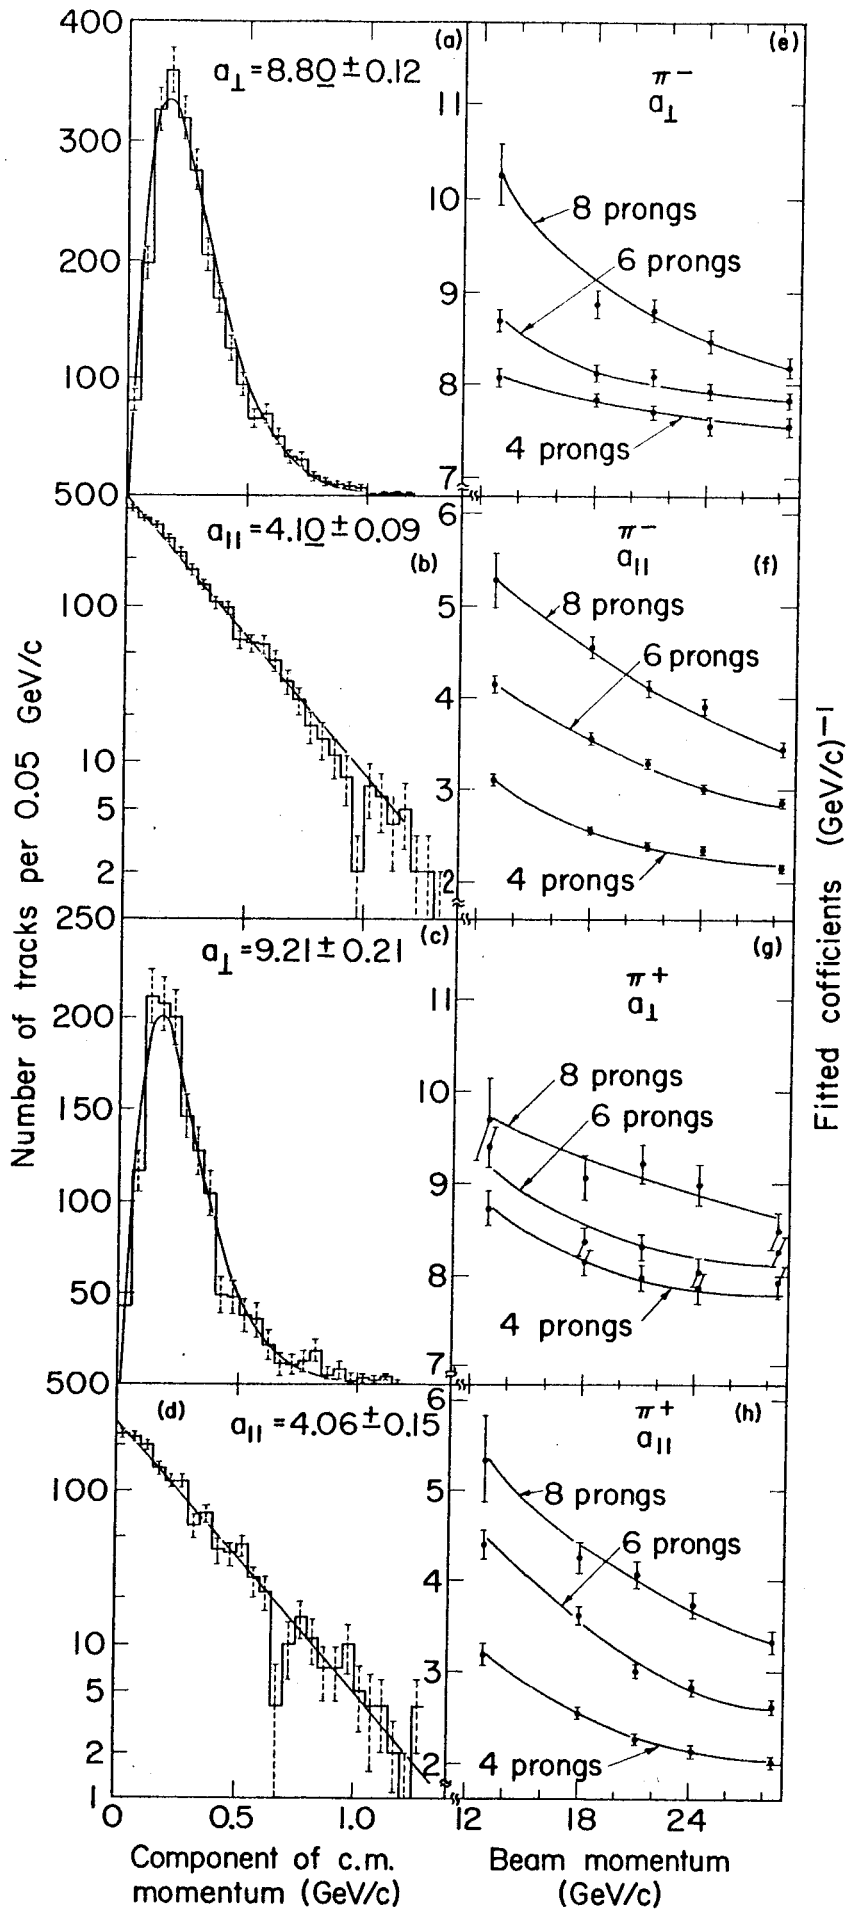 400
300
200
100
(a)
a⊥=8.80±0.12
500
100
10
5
2
(b)
a||=4.10±0.09
250
200
150
100
50
(c)
a⊥=9.21±0.21
500
100
10
5
2
1
(d)
a||=4.06±0.15
0
0.5
1.0
Component of c.m.
momentum (GeV/c)
Number of tracks per 0.05 GeV/c
(e)
π−
a⊥
11
10
9
8
7
8 prongs
6 prongs
4 prongs
(f)
π−
a||
6
5
4
3
2
8 prongs
6 prongs
4 prongs
(g)
π+
a⊥
11
10
9
8
7
8 prongs
6 prongs
4 prongs
(h)
π+
a||
6
5
4
3
2
8 prongs
6 prongs
4 prongs
12
18
24
Beam momentum
(GeV/c)
Fitted cofficients (GeV/c)−1